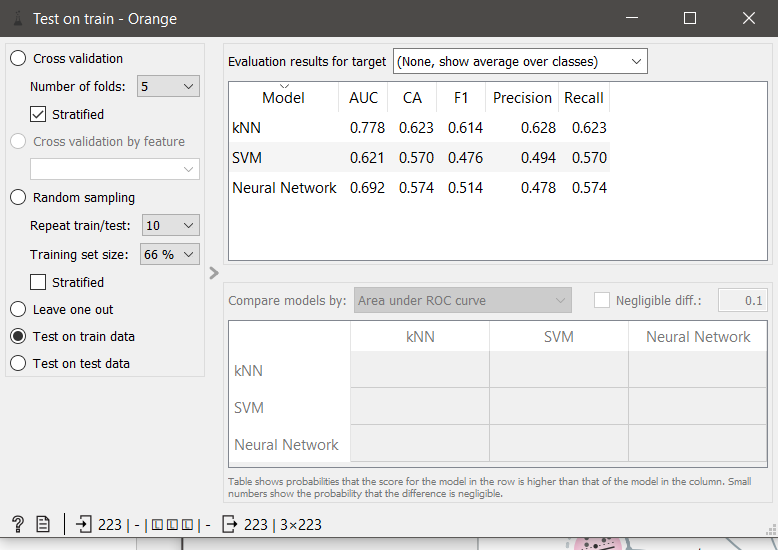 Test on train - Orange
Cross validation
Number of folds: 5
Stratified
Cross validation by feature
Random sampling
Repeat train/test: 10
Training set size: 66 %
Stratified
Leave one out
Test on train data
Test on test data
Evaluation results for target (None, show average over classes)
Model AUC CA F1 Precision Recall
kNN 0.778 0.623 0.614 0.628 0.623
SVM 0.621 0.570 0.476 0.494 0.570
Neural Network 0.692 0.574 0.514 0.478 0.574
Compare models by: Area under ROC curve Negligible diff.: 0.1
kNN SVM Neural Network
kNN
SVM
Neural Network
Table shows probabilities that the score for the model in the row is higher than that of the model in the column. Small
numbers show the probability that the difference is negligible.
? 223 | - | L L L | - 223 | 3×223